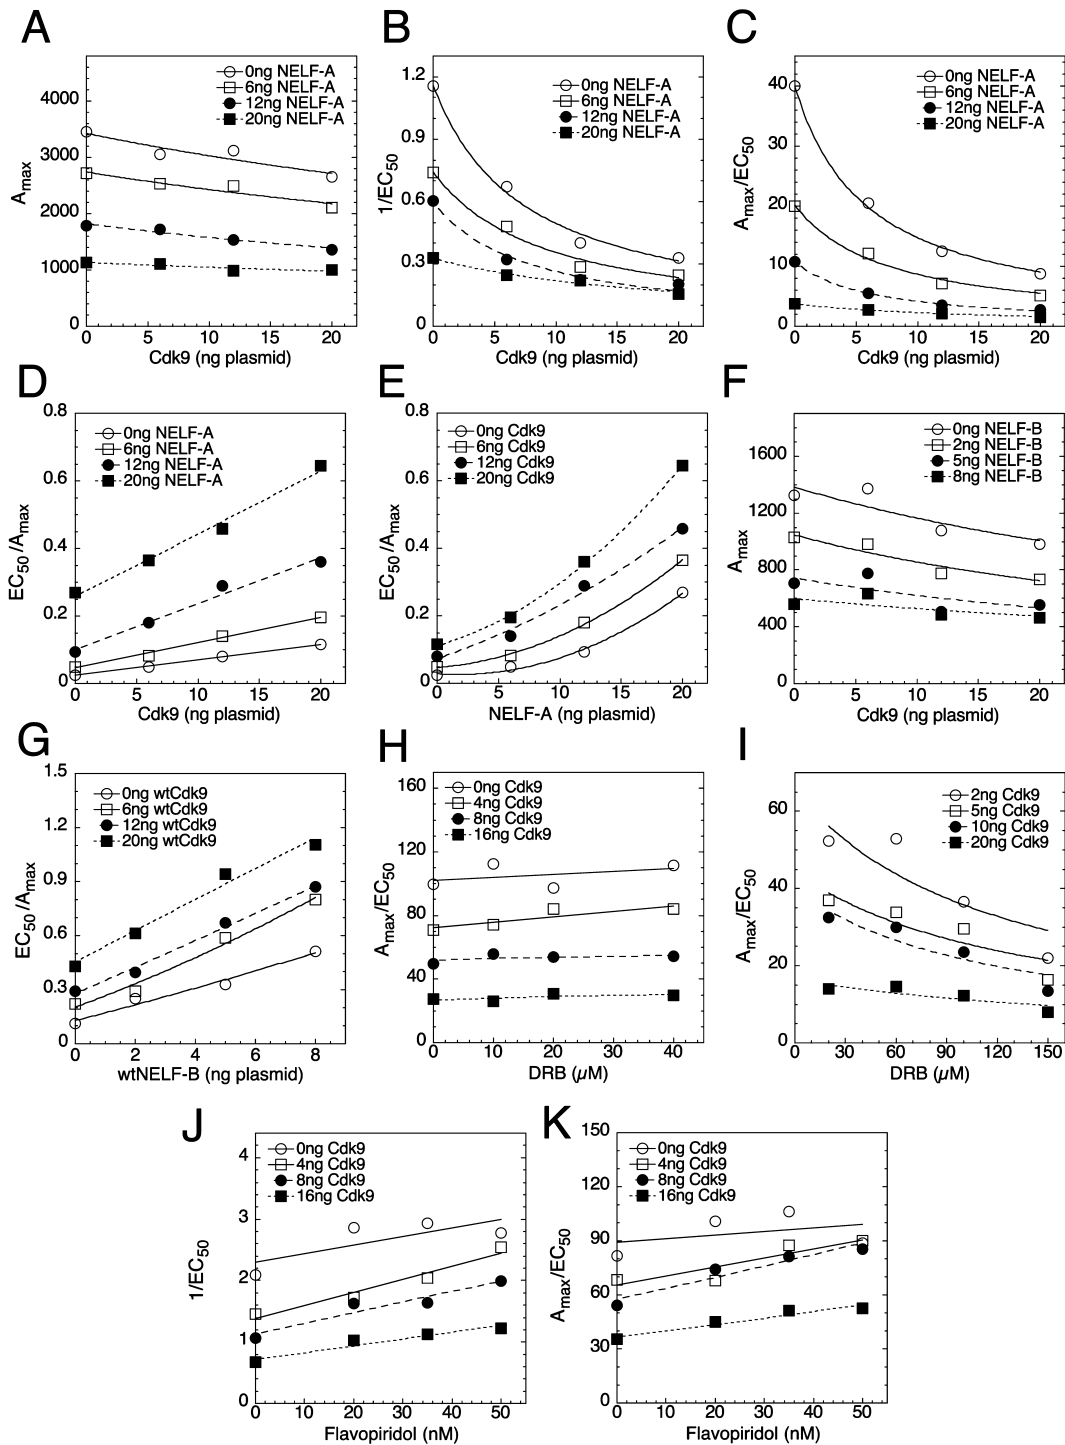 A
0ng NELF-A
6ng NELF-A
12ng NELF-A
20ng NELF-A
4000
3000
2000
1000
0
Amax
0 5 10 15 20
Cdk9 (ng plasmid)
B
0ng NELF-A
6ng NELF-A
12ng NELF-A
20ng NELF-A
1.2
0.9
0.6
0.3
0
1/EC50
0 5 10 15 20
Cdk9 (ng plasmid)
C
0ng NELF-A
6ng NELF-A
12ng NELF-A
20ng NELF-A
40
30
20
10
0
Amax/EC50
0 5 10 15 20
Cdk9 (ng plasmid)
D
0ng NELF-A
6ng NELF-A
12ng NELF-A
20ng NELF-A
0.8
0.6
0.4
0.2
0
EC50/Amax
0 5 10 15 20
Cdk9 (ng plasmid)
E
0ng Cdk9
6ng Cdk9
12ng Cdk9
20ng Cdk9
0.8
0.6
0.4
0.2
0
EC50/Amax
0 5 10 15 20
NELF-A (ng plasmid)
F
0ng NELF-B
2ng NELF-B
5ng NELF-B
8ng NELF-B
1600
1200
800
400
0
Amax
0 5 10 15 20
Cdk9 (ng plasmid)
G
0ng wtCdk9
6ng wtCdk9
12ng wtCdk9
20ng wtCdk9
1.5
1.2
0.9
0.6
0.3
0
EC50/Amax
0 2 4 6 8
wtNELF-B (ng plasmid)
H
0ng Cdk9
4ng Cdk9
8ng Cdk9
16ng Cdk9
160
120
80
40
0
Amax/EC50
0 10 20 30 40
DRB (µM)
I
2ng Cdk9
5ng Cdk9
10ng Cdk9
20ng Cdk9
60
40
20
0
Amax/EC50
0 30 60 90 120 150
DRB (µM)
J
0ng Cdk9
4ng Cdk9
8ng Cdk9
16ng Cdk9
4
3
2
1
0
1/EC50
0 10 20 30 40 50
Flavopiridol (nM)
K
0ng Cdk9
4ng Cdk9
8ng Cdk9
16ng Cdk9
150
120
90
60
30
0
Amax/EC50
0 10 20 30 40 50
Flavopiridol (nM)